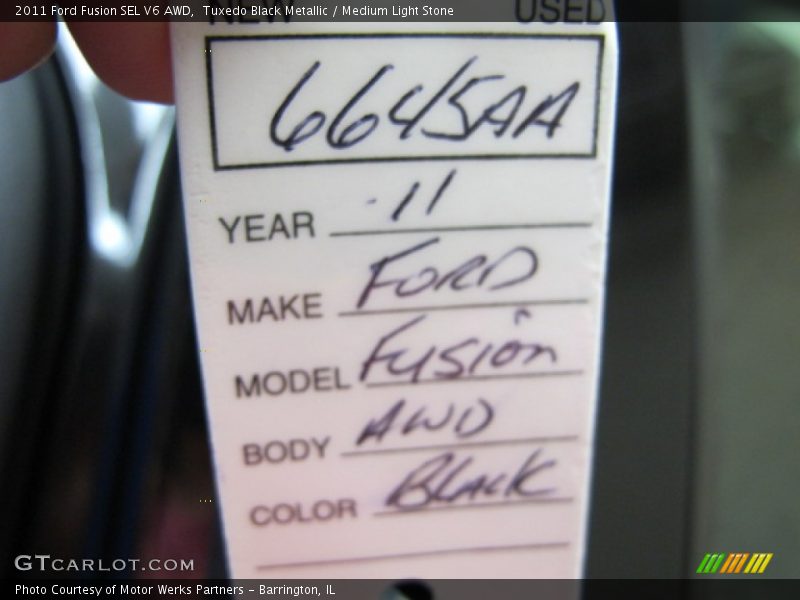 2011 Ford Fusion SEL V6 AWD,  Tuxedo Black Metallic / Medium Light Stone
NEW USED
6645AA
YEAR '11
MAKE FORD
MODEL FUSION
BODY AWD
COLOR BLACK
GTCARLOT.COM
Photo Courtesy of Motor Werks Partners - Barrington, IL